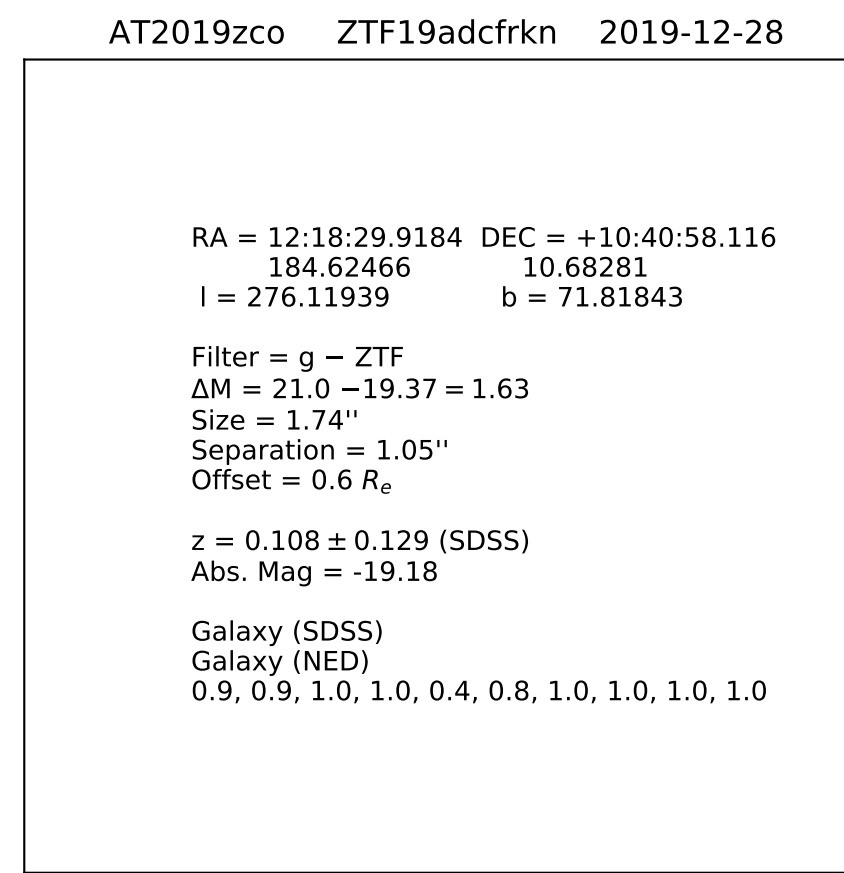 AT2019zco ZTF19adcfrkn 2019-12-28
RA = 12:18:29.9184 DEC = +10:40:58.116
184.62466 10.68281
l = 276.11939 b = 71.81843
Filter = g − ZTF
ΔM = 21.0 −19.37 = 1.63
Size = 1.74''
Separation = 1.05''
Offset = 0.6 Rₑ
z = 0.108 ± 0.129 (SDSS)
Abs. Mag = -19.18
Galaxy (SDSS)
Galaxy (NED)
0.9, 0.9, 1.0, 1.0, 0.4, 0.8, 1.0, 1.0, 1.0, 1.0